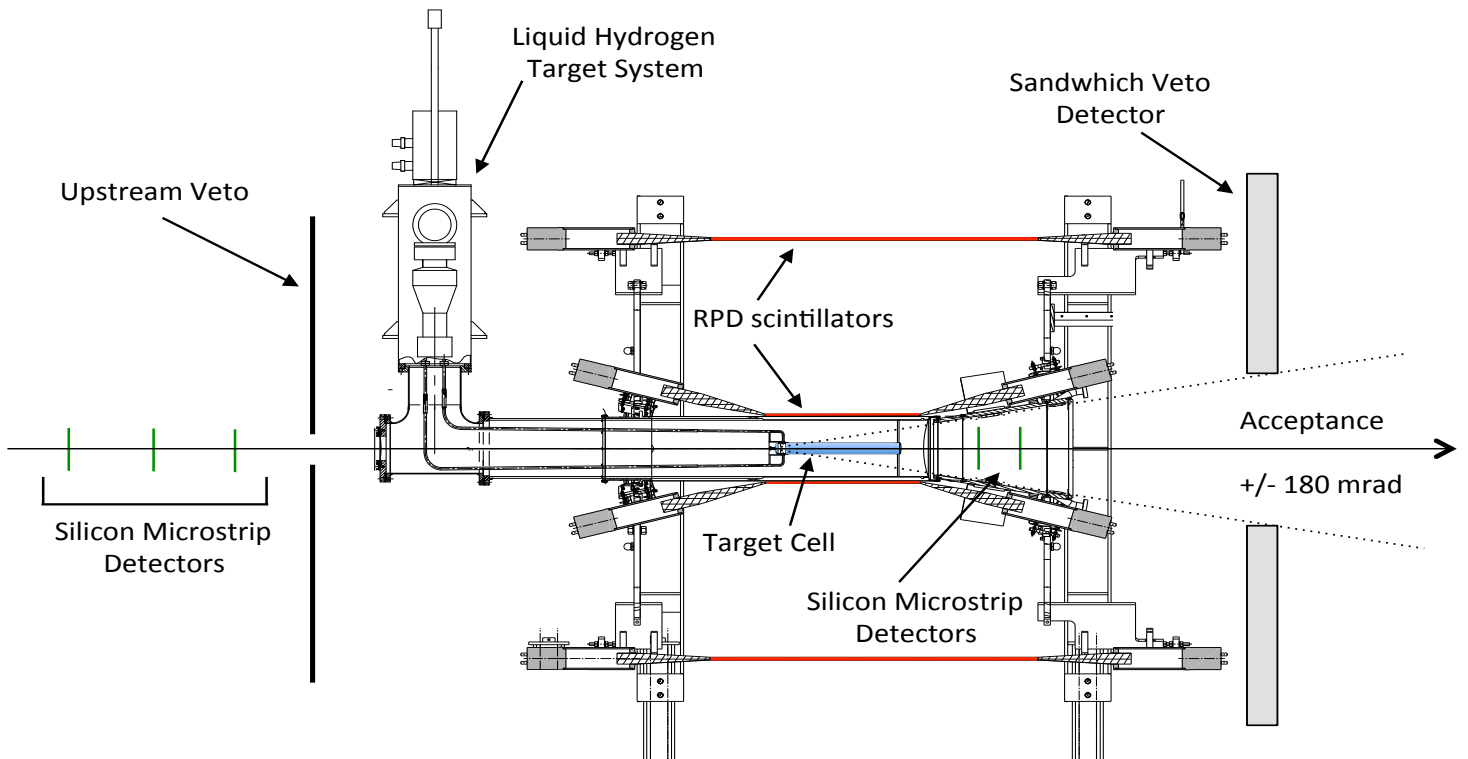 Liquid Hydrogen
Target System
Sandwhich Veto
Detector
Upstream Veto
RPD scintillators
Acceptance
+/- 180 mrad
Silicon Microstrip
Detectors
Target Cell
Silicon Microstrip
Detectors